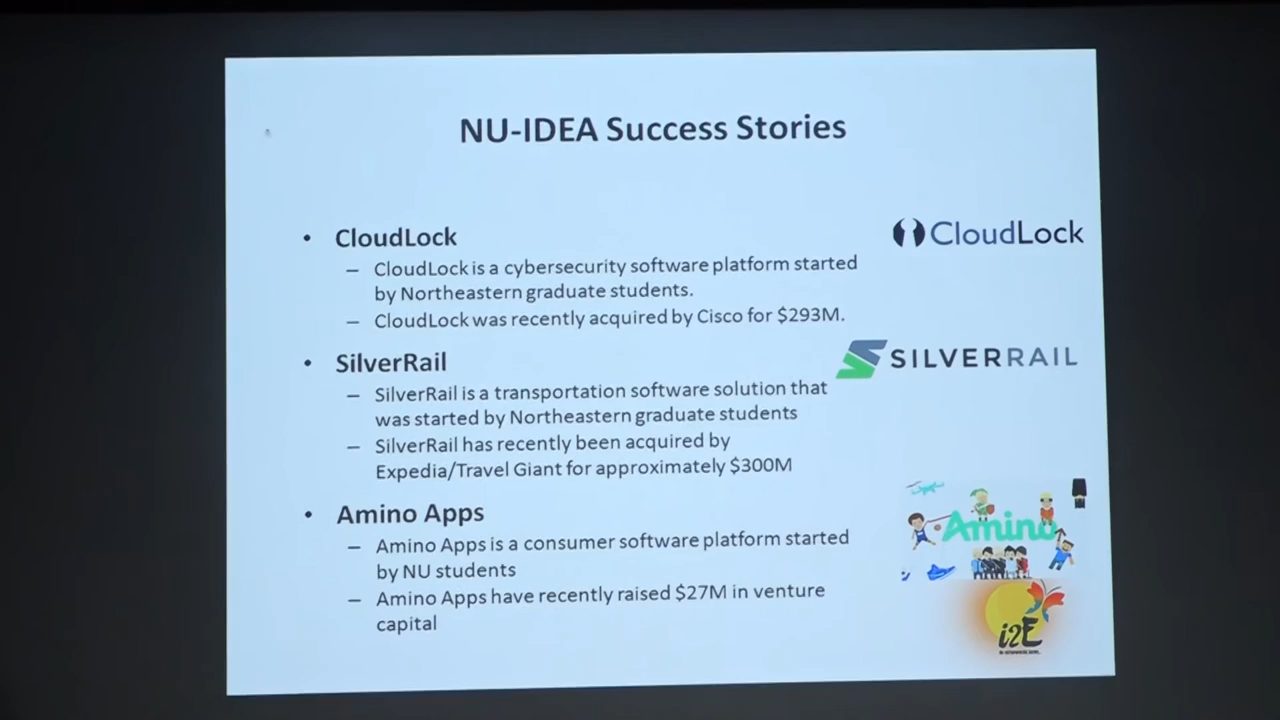 NU-IDEA Success Stories
• CloudLock
– CloudLock is a cybersecurity software platform started
by Northeastern graduate students.
– CloudLock was recently acquired by Cisco for $293M.
CloudLock
• SilverRail
– SilverRail is a transportation software solution that
was started by Northeastern graduate students
– SilverRail has recently been acquired by
Expedia/Travel Giant for approximately $300M
SILVERRAIL
• Amino Apps
– Amino Apps is a consumer software platform started
by NU students
– Amino Apps have recently raised $27M in venture
capital
Amino
i2E